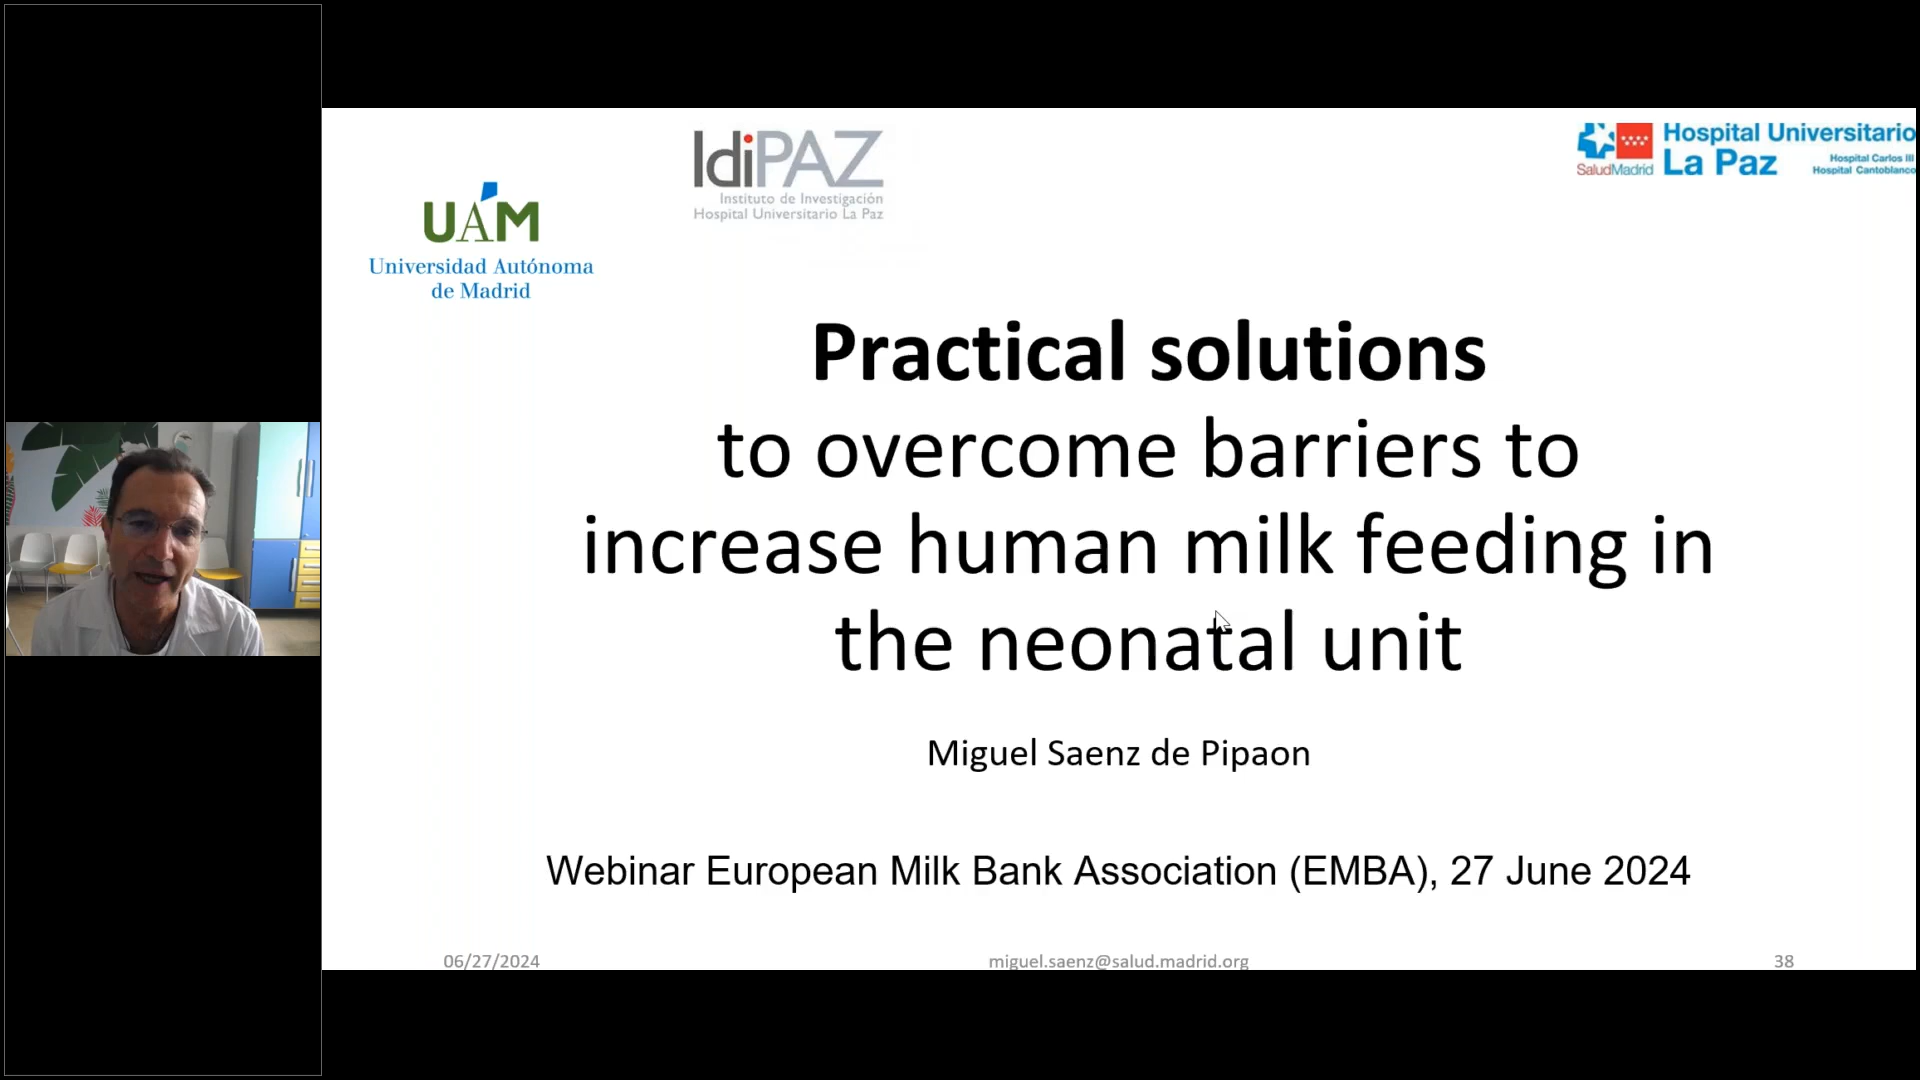 IdiPAZ
Instituto de Investigación
Hospital Universitario La Paz
SaludMadrid
Hospital Universitario
La Paz
Hospital Carlos III
Hospital Cantoblanco
UAM
Universidad Autónoma
de Madrid
Practical solutions
to overcome barriers to
increase human milk feeding in
the neonatal unit
Miguel Saenz de Pipaon
Webinar European Milk Bank Association (EMBA), 27 June 2024
06/27/2024
miguel.saenz@salud.madrid.org
38